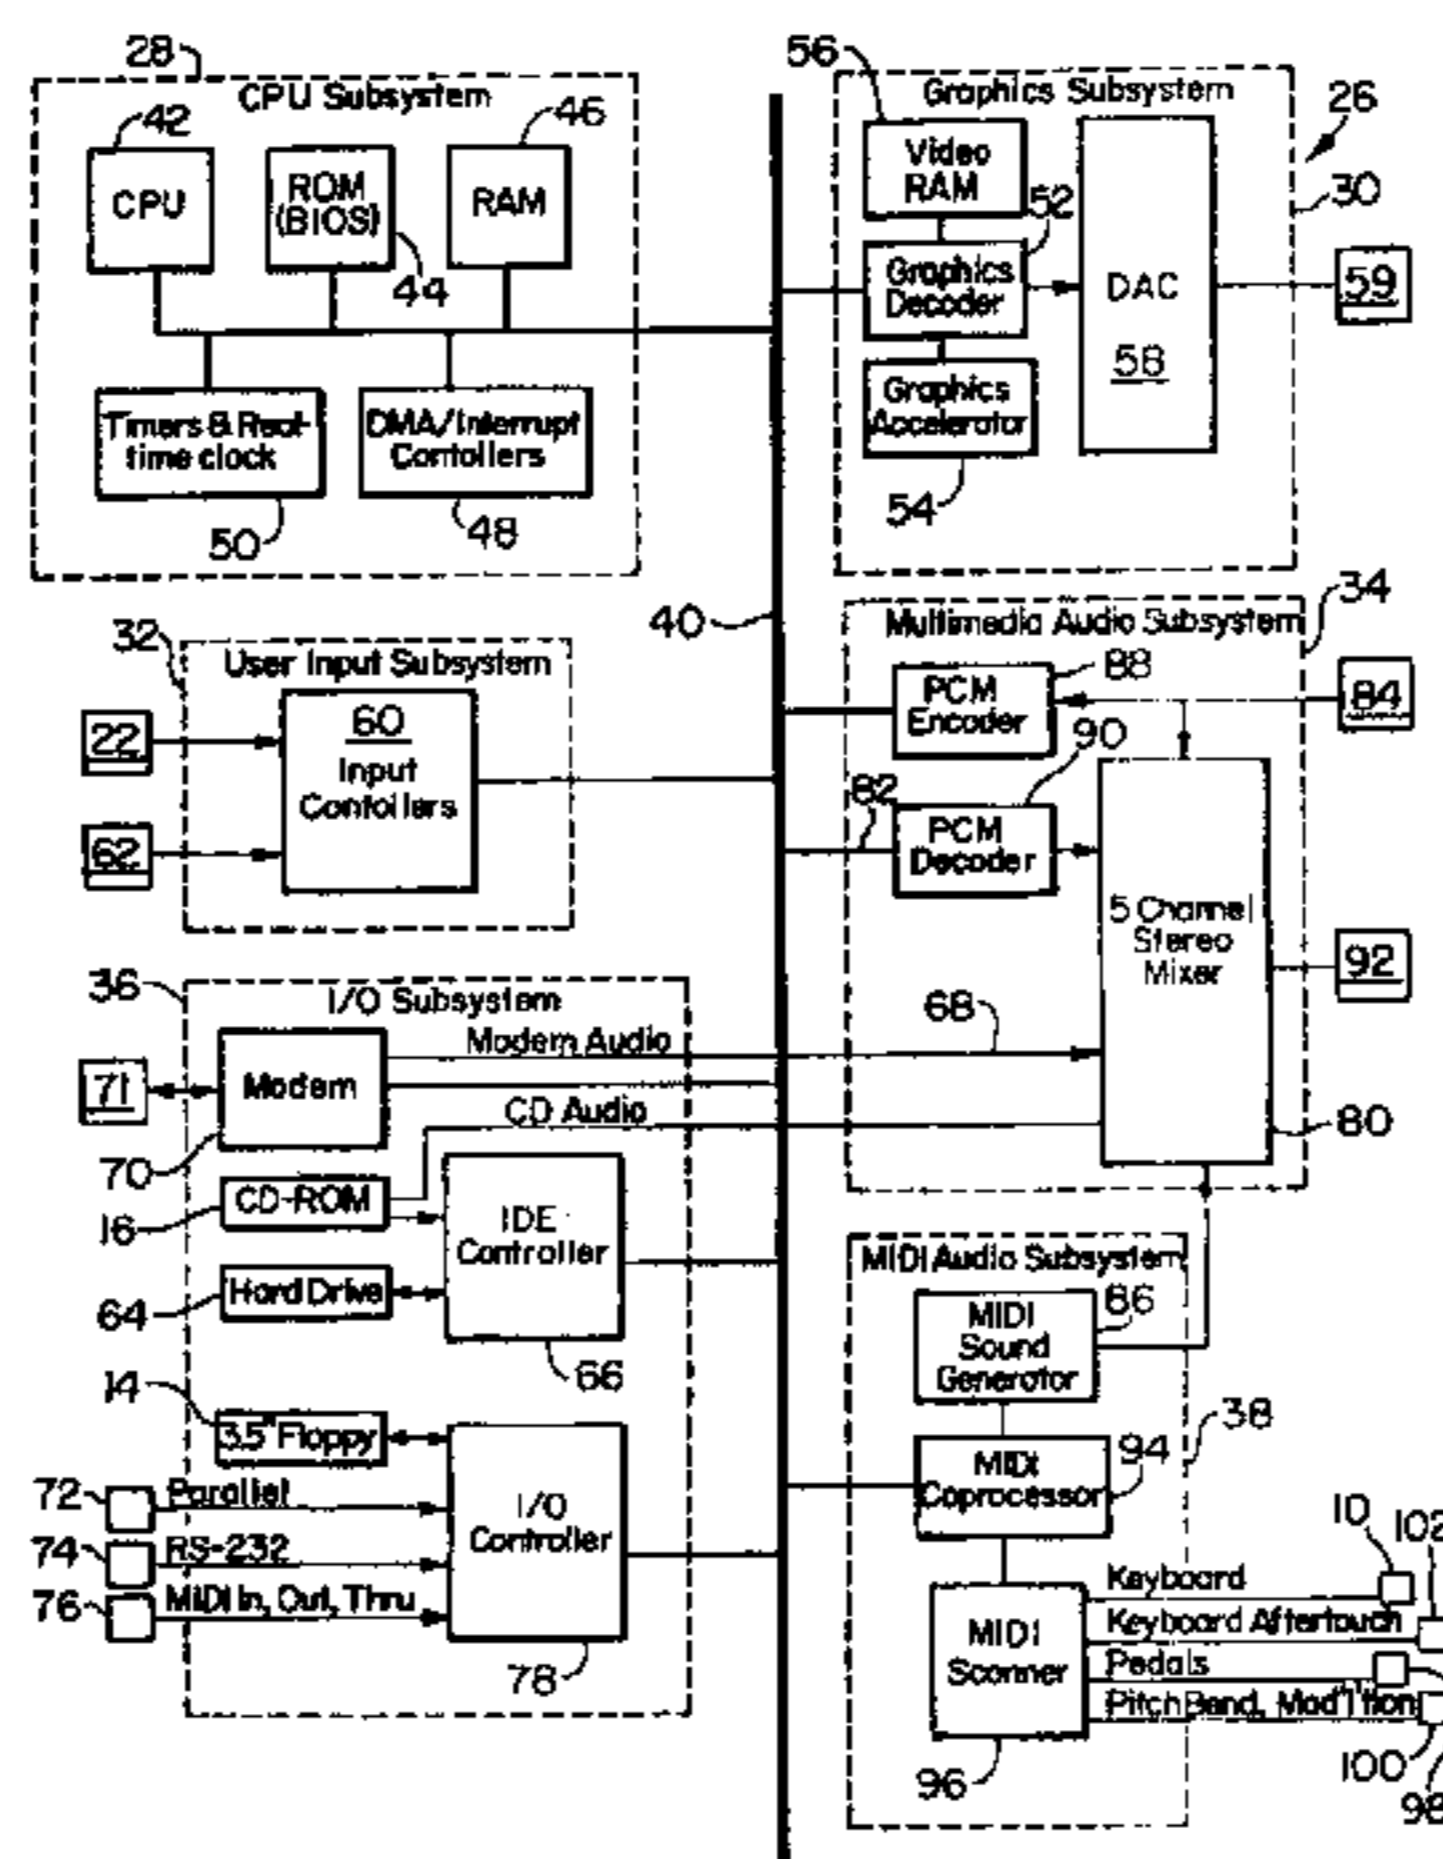 28
CPU Subsystem
42
46
CPU
ROM
(BIOS)
RAM
44
Timers & Real-
time clock
DMA/Interrupt
Contollers
50
48
56
Graphics Subsystem
26
Video
RAM
52
30
Graphics
Decoder
DAC
58
59
Graphics
Accelerator
54
40
32
User Input Subsystem
60
Input
Contollers
22
62
34
Multimedia Audio Subsystem
88
PCM
Encoder
84
90
82
PCM
Decoder
5 Channel
Stereo
Mixer
92
68
80
36
I/O Subsystem
Modem Audio
71
Modem
CD Audio
70
CD-ROM
16
IDE
Controller
Hard Drive
64
66
14
3.5" Floppy
72
Parallel
I/O
Controller
74
RS-232
76
MIDI In, Out, Thru
78
MIDI Audio Subsystem
86
MIDI
Sound
Generator
38
94
MIDI
Coprocessor
10
102
Keyboard
Keyboard Aftertouch
MIDI
Scanner
Pedals
Pitch Bend,
96
100
98